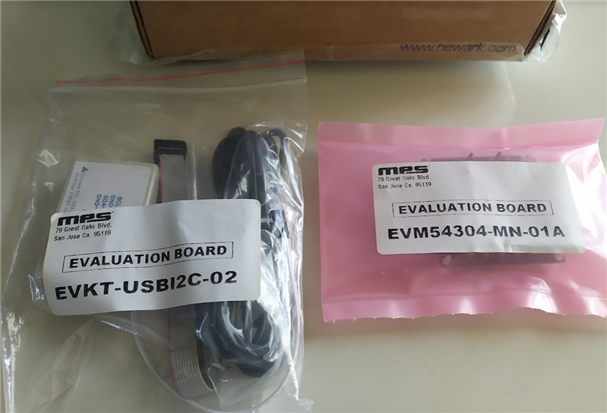 www.newark.com
mps
79 Great Oaks Blvd.
San Jose Ca. 95119
EVALUATION BOARD
EVKT-USBI2C-02
mps
79 Great Oaks Blvd
San Jose Ca. 95119
EVALUATION BOARD
EVM54304-MN-01A